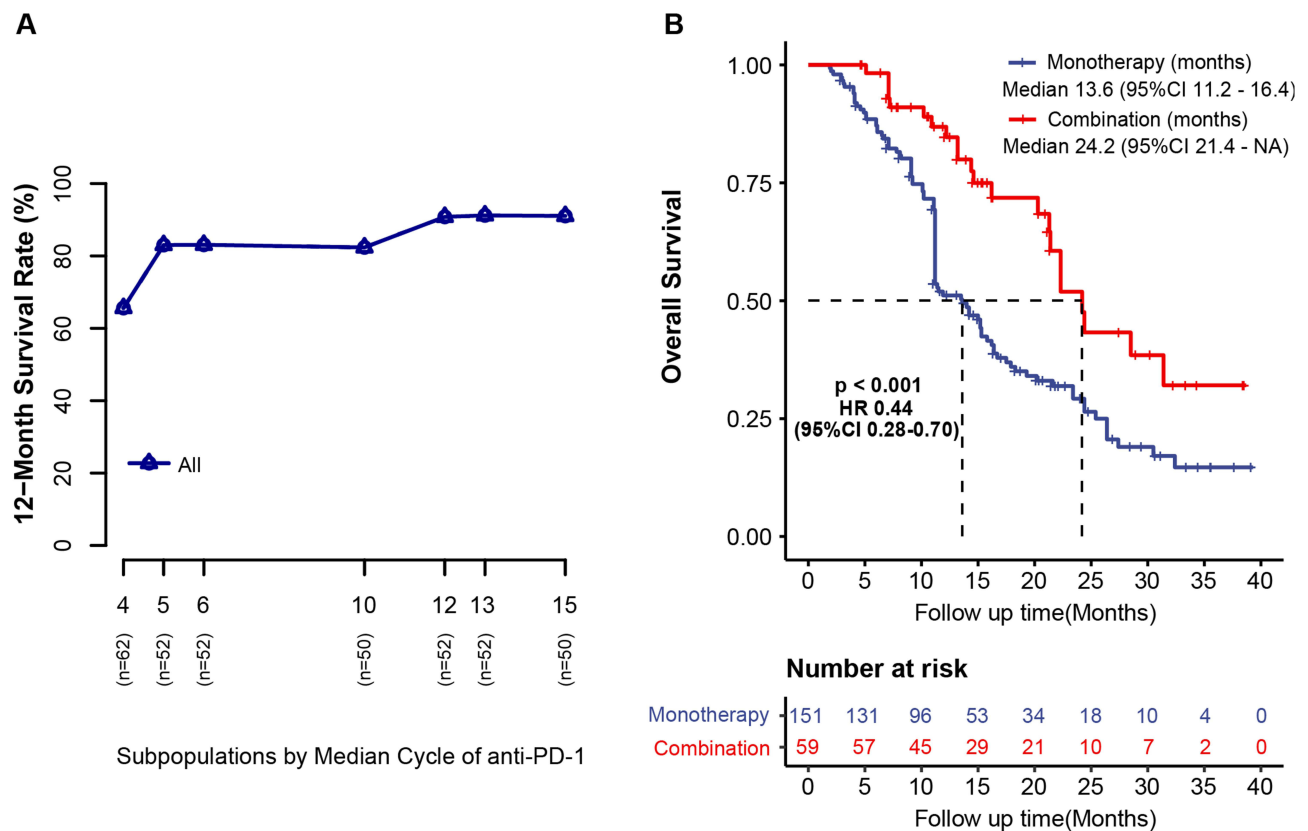 A
12−Month Survival Rate (%)
100
80
60
40
20
0
All
4 5 6 10 12 13 15
(n=62) (n=52) (n=52) (n=50) (n=52) (n=52) (n=50)
Subpopulations by Median Cycle of anti-PD-1
B
Overall Survival
1.00
0.75
0.50
0.25
0.00
Monotherapy (months)
Median 13.6 (95%CI 11.2 - 16.4)
Combination (months)
Median 24.2 (95%CI 21.4 - NA)
p < 0.001
HR 0.44
(95%CI 0.28-0.70)
0 5 10 15 20 25 30 35 40
Follow up time(Months)
Number at risk
Monotherapy 151 131 96 53 34 18 10 4 0
Combination 59 57 45 29 21 10 7 2 0
0 5 10 15 20 25 30 35 40
Follow up time(Months)